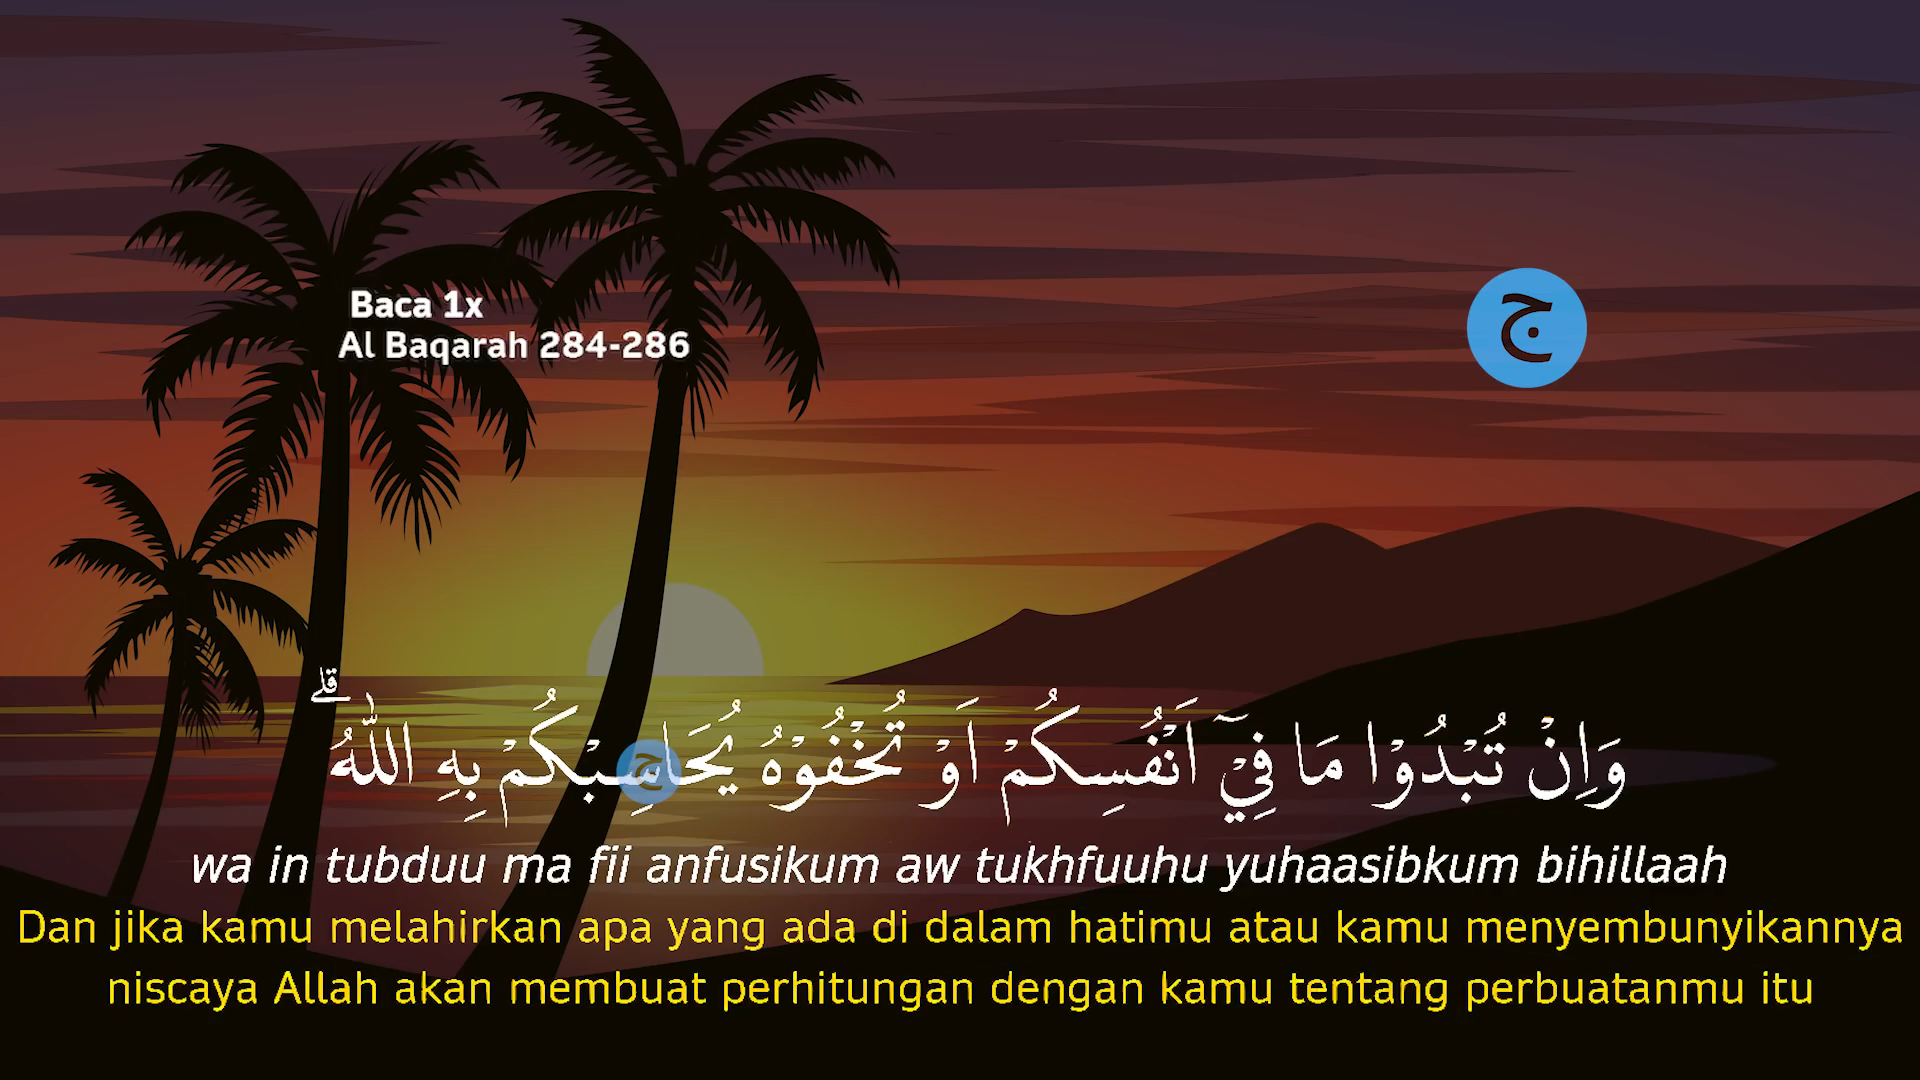 Baca 1x
Al Baqarah 284-286
ج
وَاِنْ تُبْدُوْا مَا فِيْٓ اَنْفُسِكُمْ اَوْ تُخْفُوْهُ يُحَاسِبْكُمْ بِهِ اللّٰهُ ۗ
wa in tubduu ma fii anfusikum aw tukhfuuhu yuhaasibkum bihillaah
Dan jika kamu melahirkan apa yang ada di dalam hatimu atau kamu menyembunyikannya
niscaya Allah akan membuat perhitungan dengan kamu tentang perbuatanmu itu